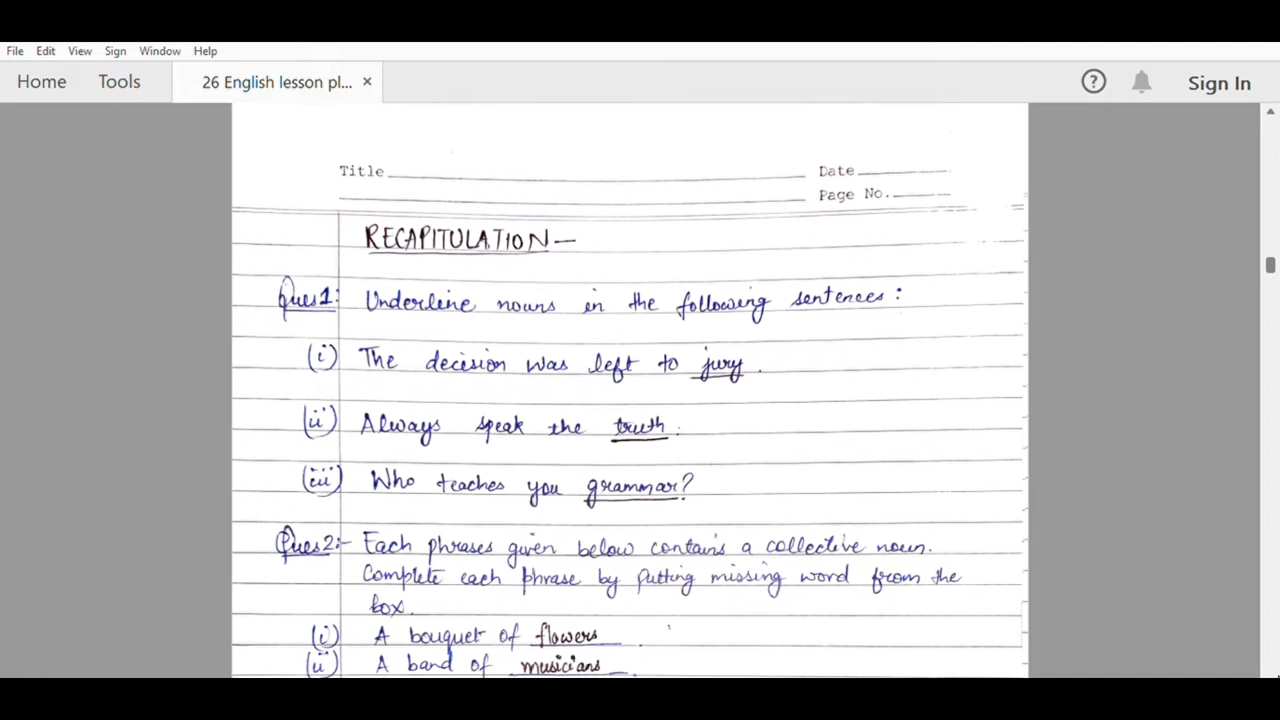 File Edit View Sign Window Help
Home Tools 26 English lesson pl... × ? Sign In
Title Date
Page No.
RECAPITULATION —
Ques1: Underline nouns in the following sentences:
(i) The decision was left to jury.
(ii) Always speak the truth.
(iii) Who teaches you grammar?
Ques2:- Each phrases given below contains a collective noun.
Complete each phrase by putting missing word from the
box.
(i) A bouquet of flowers .
(ii) A band of musicians .